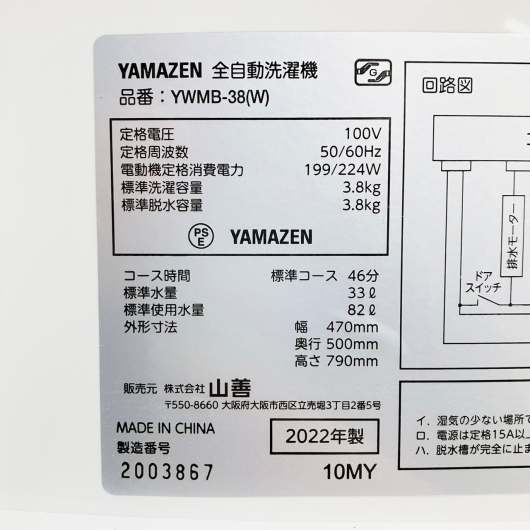 YAMAZEN 全自動洗濯機
品番：YWMB-38(W)
定格電圧 100V
定格周波数 50/60Hz
電動機定格消費電力 199/224W
標準洗濯容量 3.8kg
標準脱水容量 3.8kg
PS
E
YAMAZEN
コース時間 標準コース 46分
標準水量 33ℓ
標準使用水量 82ℓ
外形寸法 幅 470mm
奥行 500mm
高さ 790mm
販売元 株式会社 山善
〒550-8660 大阪府大阪市西区立売堀3丁目2番5号
MADE IN CHINA
2022年製
製造番号
2003867
10MY
回路図
排水モーター
ドア
スイッチ
イ. 湿気の少ない場所
ロ. 電源は定格15A以
ハ. 脱水槽が完全に止